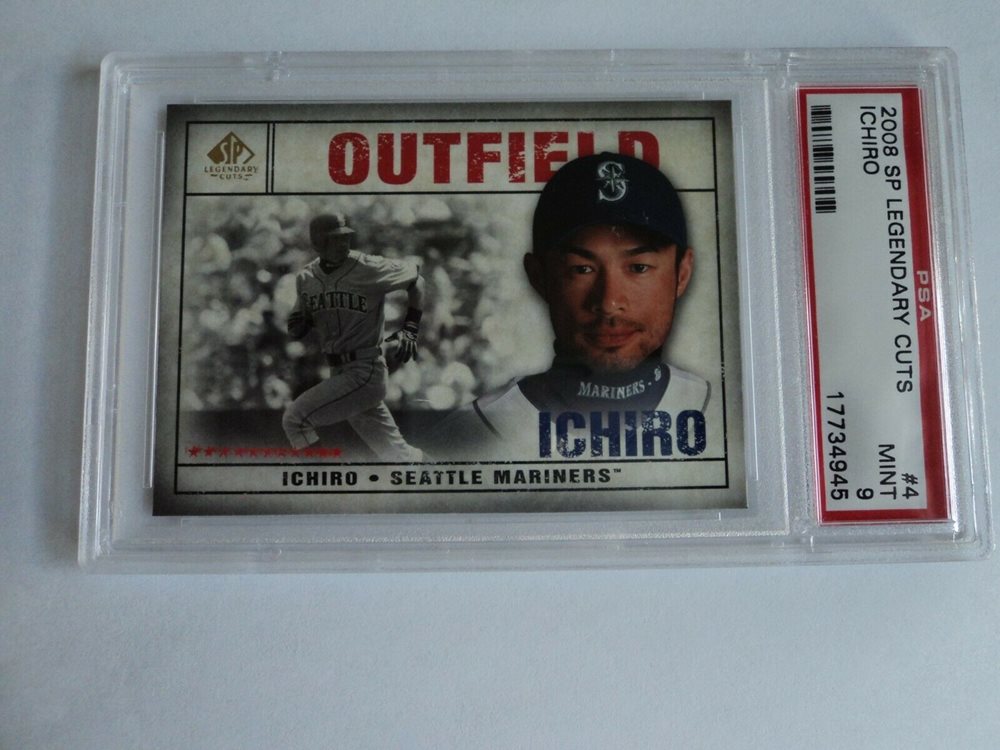 SP
LEGENDARY
CUTS
OUTFIELD
S
SEATTLE
MARINERS
ICHIRO
ICHIRO • SEATTLE MARINERS™
PSA
2008 SP LEGENDARY CUTS #4
ICHIRO MINT
9
17734945